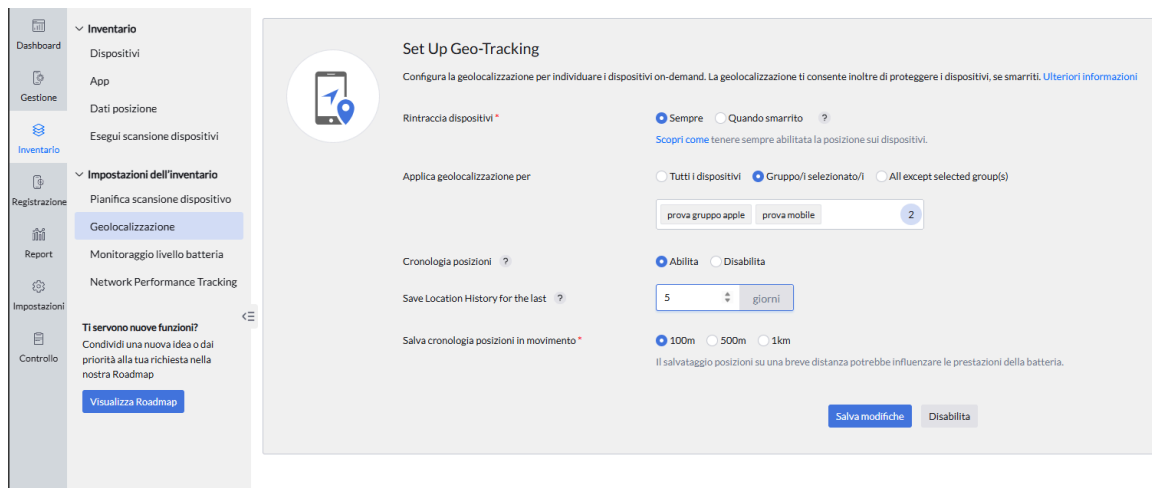 Dashboard
Gestione
Inventario
Registrazione
Report
Impostazioni
Controllo
Inventario
Dispositivi
App
Dati posizione
Esegui scansione dispositivi
Impostazioni dell'inventario
Pianifica scansione dispositivo
Geolocalizzazione
Monitoraggio livello batteria
Network Performance Tracking
Ti servono nuove funzioni?
Condividi una nuova idea o dai
priorità alla tua richiesta nella
nostra Roadmap
Visualizza Roadmap
Set Up Geo-Tracking
Configura la geolocalizzazione per individuare i dispositivi on-demand. La geolocalizzazione ti consente inoltre di proteggere i dispositivi, se smarriti. Ulteriori informazioni
Rintraccia dispositivi * Sempre Quando smarrito ?
Scopri come tenere sempre abilitata la posizione sui dispositivi.
Applica geolocalizzazione per Tutti i dispositivi Gruppo/i selezionato/i All except selected group(s)
prova gruppo apple prova mobile 2
Cronologia posizioni ? Abilita Disabilita
Save Location History for the last ? 5 giorni
Salva cronologia posizioni in movimento * 100m 500m 1km
Il salvataggio posizioni su una breve distanza potrebbe influenzare le prestazioni della batteria.
Salva modifiche Disabilita